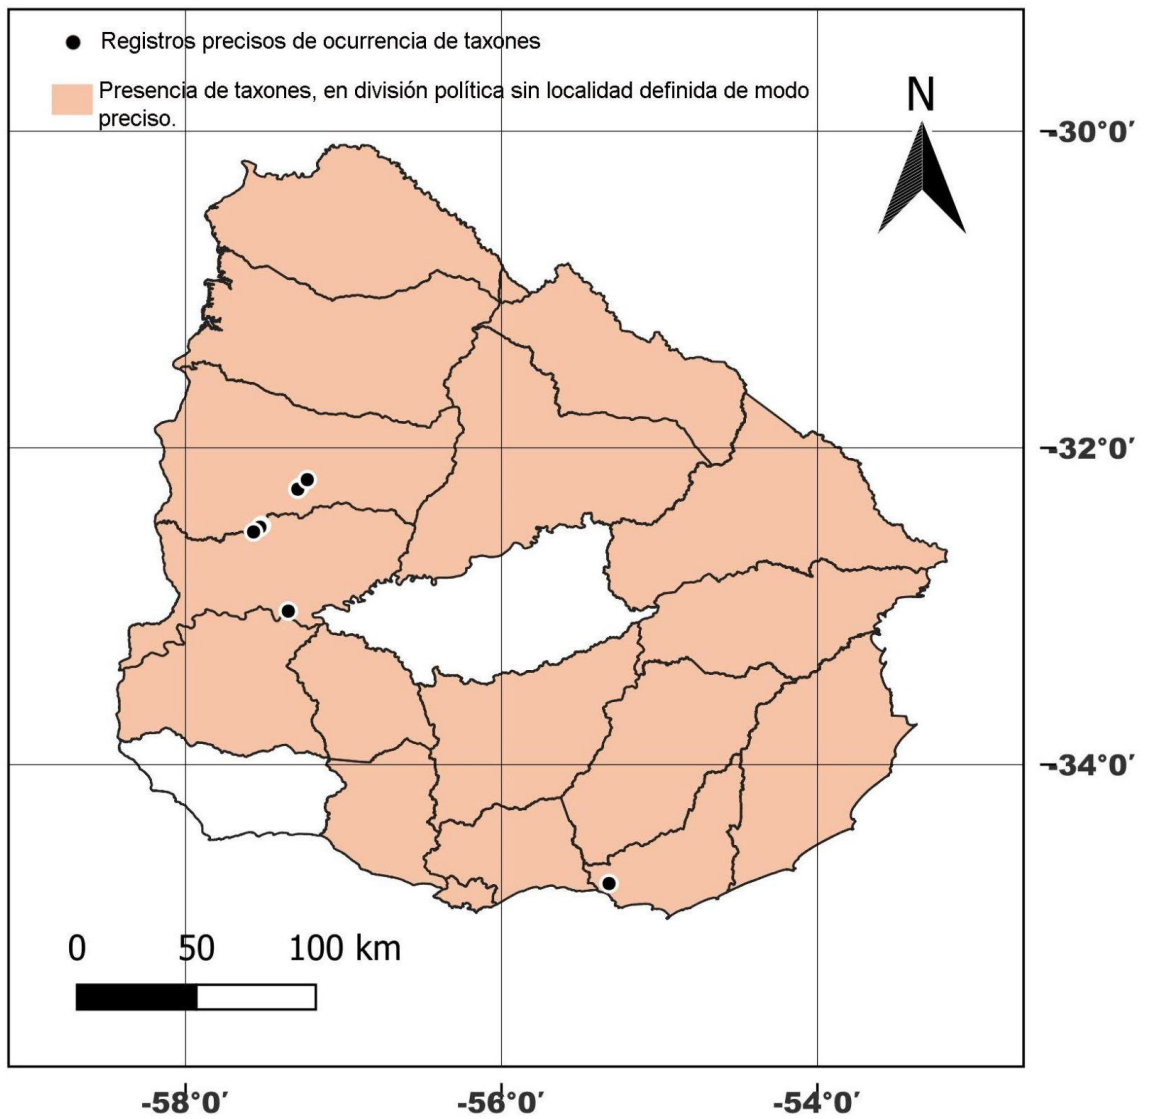 Registros precisos de ocurrencia de taxones
Presencia de taxones, en división política sin localidad definida de modo
preciso.
N
-30°0′
-32°0′
-34°0′
0 50 100 km
-58°0′ -56°0′ -54°0′